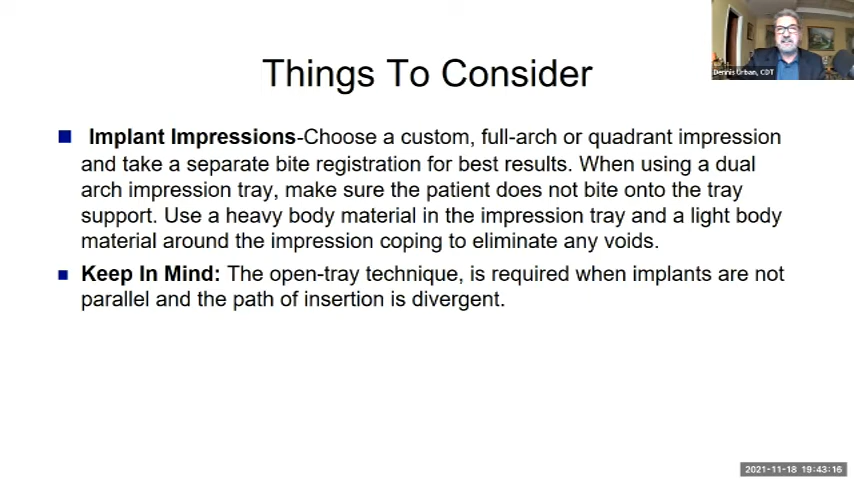 Dennis Urban, CDT
Things To Consider
Implant Impressions-Choose a custom, full-arch or quadrant impression
and take a separate bite registration for best results. When using a dual
arch impression tray, make sure the patient does not bite onto the tray
support. Use a heavy body material in the impression tray and a light body
material around the impression coping to eliminate any voids.
Keep In Mind: The open-tray technique, is required when implants are not
parallel and the path of insertion is divergent.
2021-11-18 19:43:16